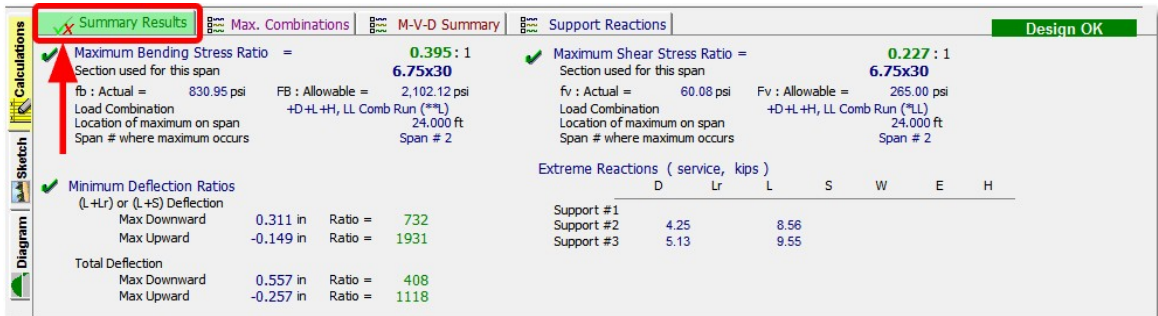 Summary Results Max. Combinations M-V-D Summary Support Reactions
Design OK
Calculations
Sketch
Diagram
Maximum Bending Stress Ratio = 0.395 : 1
Section used for this span 6.75x30
fb : Actual = 830.95 psi FB : Allowable = 2,102.12 psi
Load Combination +D+L+H, LL Comb Run (**L)
Location of maximum on span 24.000 ft
Span # where maximum occurs Span # 2
Maximum Shear Stress Ratio = 0.227 : 1
Section used for this span 6.75x30
fv : Actual = 60.08 psi Fv : Allowable = 265.00 psi
Load Combination +D+L+H, LL Comb Run (*LL)
Location of maximum on span 24.000 ft
Span # where maximum occurs Span # 2
Minimum Deflection Ratios
(L+Lr) or (L+S) Deflection
Max Downward 0.311 in Ratio = 732
Max Upward -0.149 in Ratio = 1931
Total Deflection
Max Downward 0.557 in Ratio = 408
Max Upward -0.257 in Ratio = 1118
Extreme Reactions ( service, kips )
D Lr L S W E H
Support #1
Support #2 4.25 8.56
Support #3 5.13 9.55